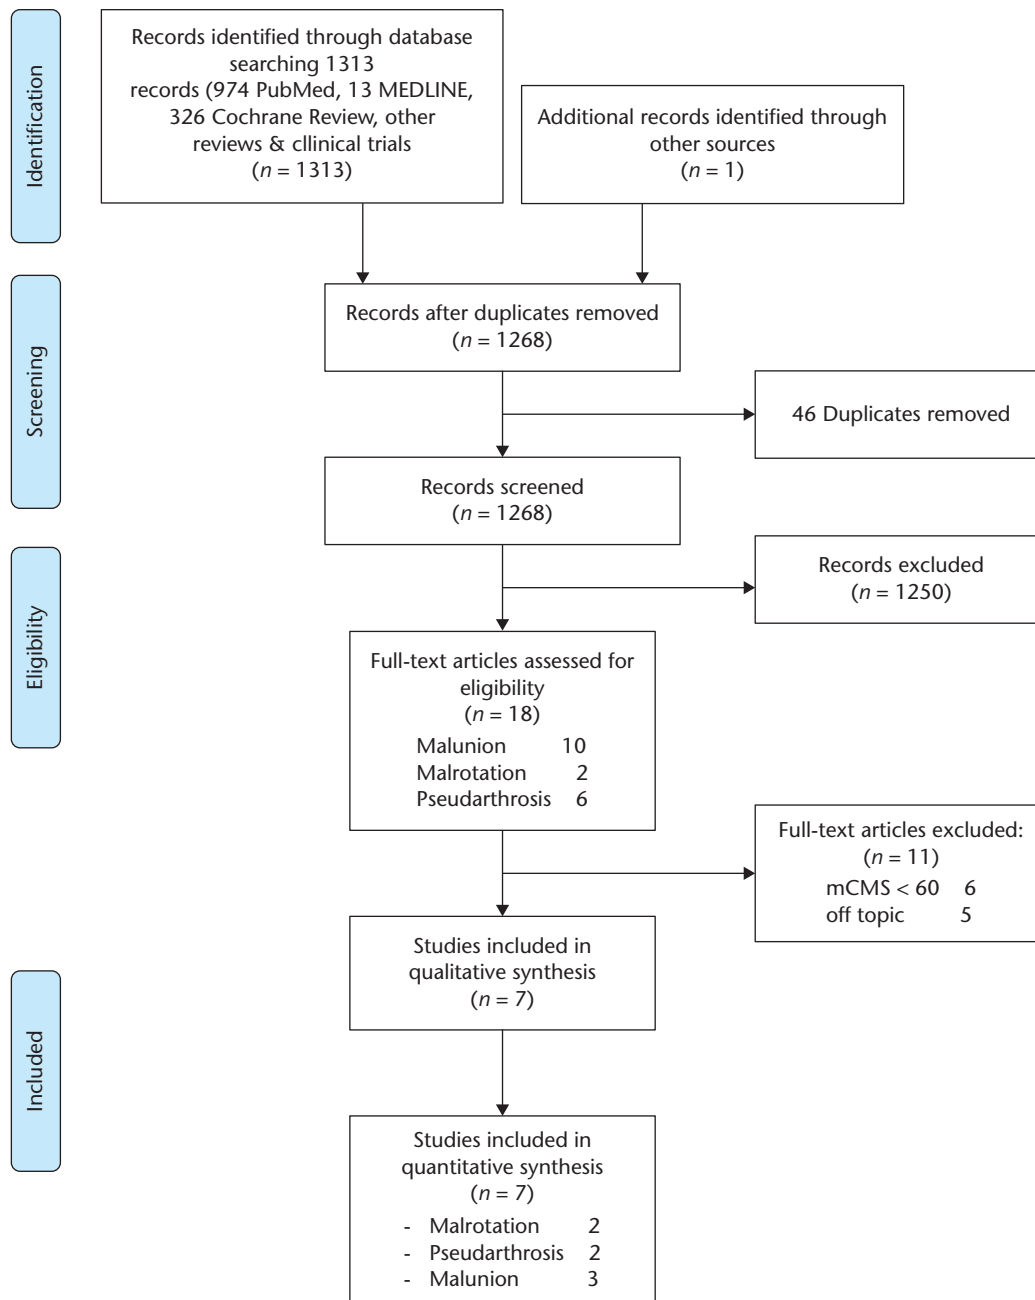 Identification
Records identified through database
searching 1313
records (974 PubMed, 13 MEDLINE,
326 Cochrane Review, other
reviews & cllinical trials
(n = 1313)
Additional records identified through
other sources
(n = 1)
Screening
Records after duplicates removed
(n = 1268)
46 Duplicates removed
Records screened
(n = 1268)
Eligibility
Records excluded
(n = 1250)
Full-text articles assessed for
eligibility
(n = 18)
Malunion 10
Malrotation 2
Pseudarthrosis 6
Full-text articles excluded:
(n = 11)
mCMS < 60 6
off topic 5
Included
Studies included in
qualitative synthesis
(n = 7)
Studies included in
quantitative synthesis
(n = 7)
- Malrotation 2
- Pseudarthrosis 2
- Malunion 3